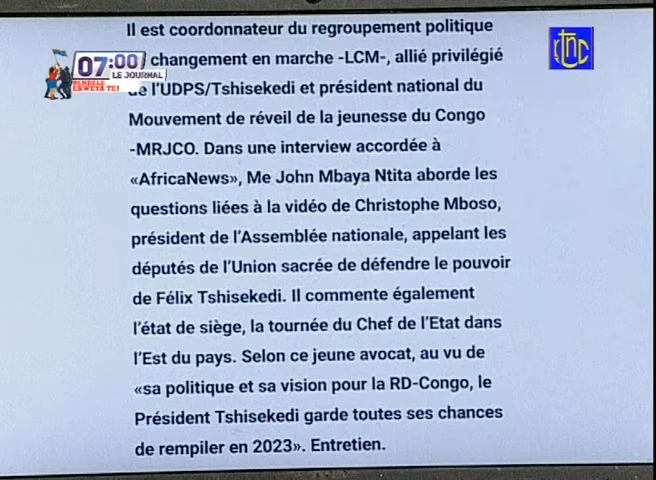 Il est coordonnateur du regroupement politique
changement en marche -LCM-, allié privilégié
de l'UDPS/Tshisekedi et président national du
Mouvement de réveil de la jeunesse du Congo
-MRJCO. Dans une interview accordée à
«AfricaNews», Me John Mbaya Ntita aborde les
questions liées à la vidéo de Christophe Mboso,
président de l'Assemblée nationale, appelant les
députés de l'Union sacrée de défendre le pouvoir
de Félix Tshisekedi. Il commente également
l'état de siège, la tournée du Chef de l'Etat dans
l'Est du pays. Selon ce jeune avocat, au vu de
«sa politique et sa vision pour la RD-Congo, le
Président Tshisekedi garde toutes ses chances
de rempiler en 2023». Entretien.
07:00
LE JOURNAL
BENDELE
EKWEYA TE!
rtnc